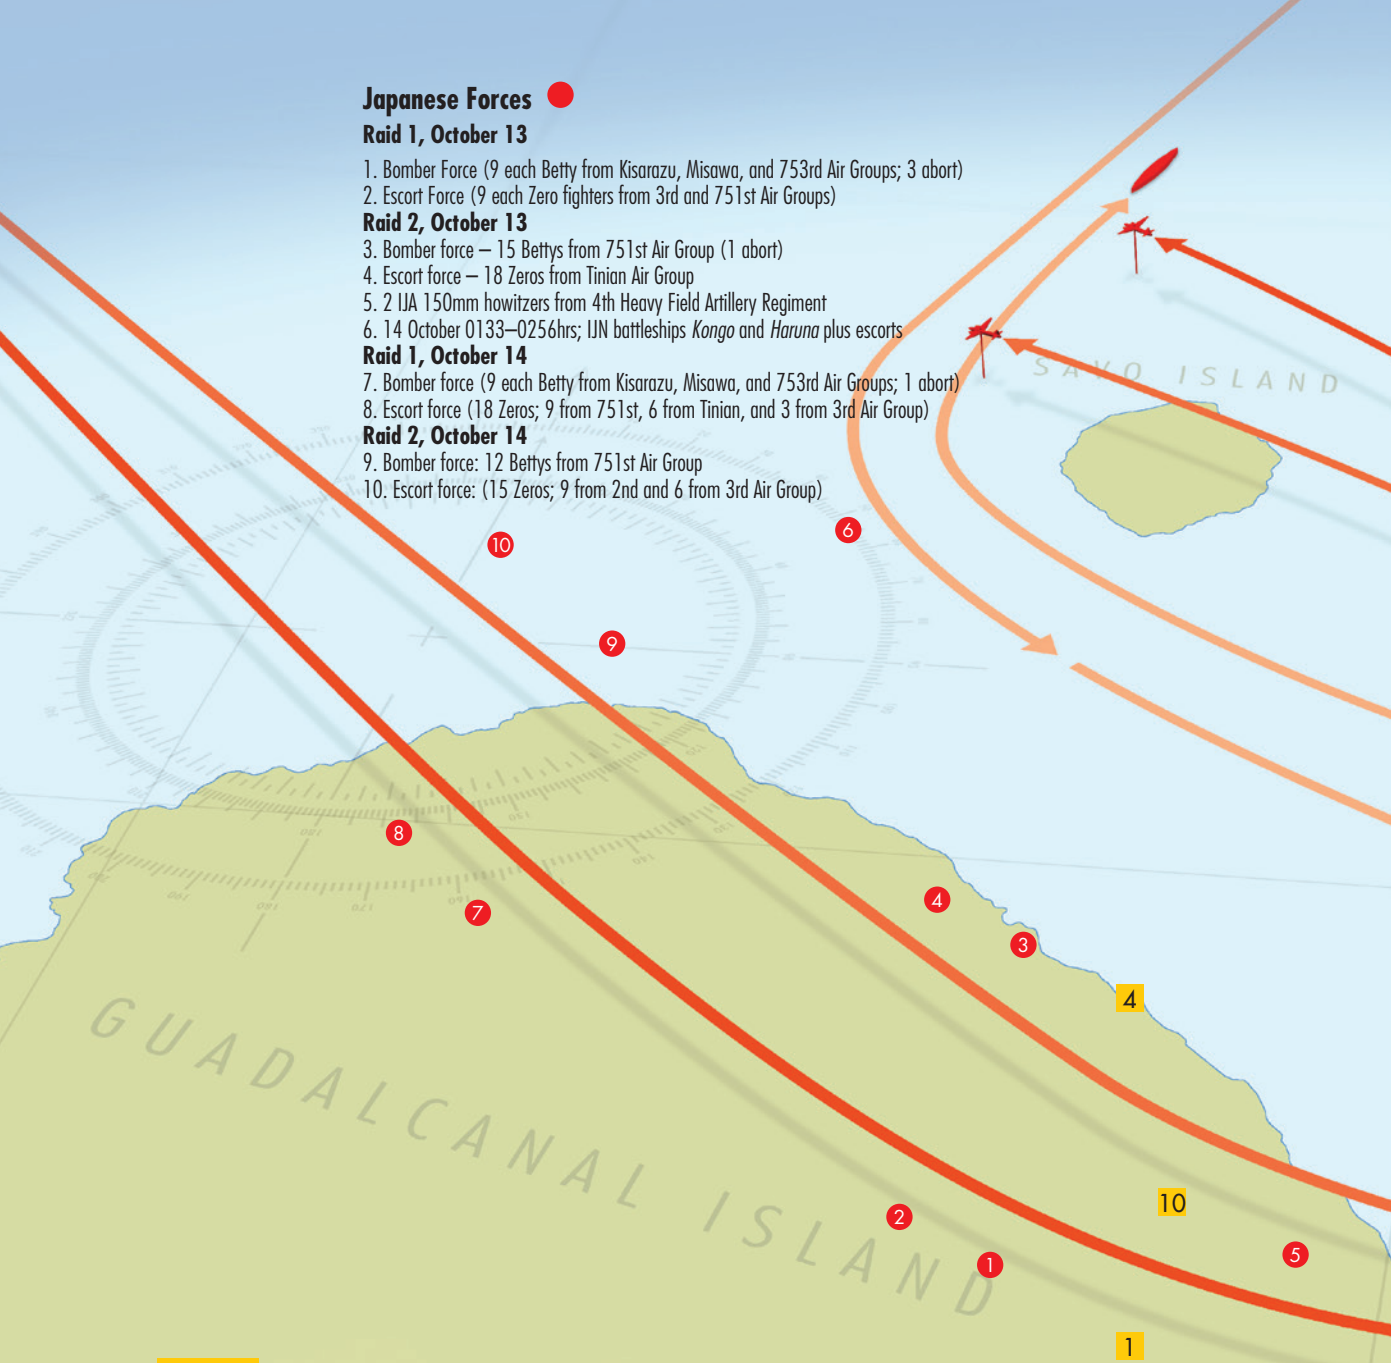 Japanese Forces
Raid 1, October 13
1. Bomber Force (9 each Betty from Kisarazu, Misawa, and 753rd Air Groups; 3 abort)
2. Escort Force (9 each Zero fighters from 3rd and 751st Air Groups)
Raid 2, October 13
3. Bomber force – 15 Bettys from 751st Air Group (1 abort)
4. Escort force – 18 Zeros from Tinian Air Group
5. 2 IJA 150mm howitzers from 4th Heavy Field Artillery Regiment
6. 14 October 0133–0256hrs; IJN battleships Kongo and Haruna plus escorts
Raid 1, October 14
7. Bomber force (9 each Betty from Kisarazu, Misawa, and 753rd Air Groups; 1 abort)
8. Escort force (18 Zeros; 9 from 751st, 6 from Tinian, and 3 from 3rd Air Group)
Raid 2, October 14
9. Bomber force: 12 Bettys from 751st Air Group
10. Escort force: (15 Zeros; 9 from 2nd and 6 from 3rd Air Group)
SAVO ISLAND
6
10
9
8
4
7
3
4
GUADALCANAL ISLAND
10
2
5
1
1